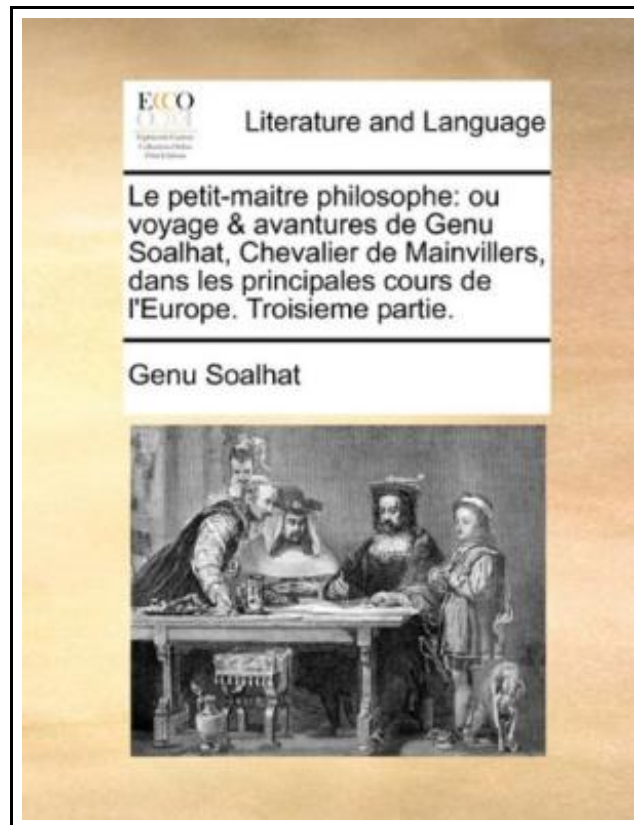 ECCO
Literature and Language
Le petit-maitre philosophe: ou
voyage & avantures de Genu
Soalhat, Chevalier de Mainvillers,
dans les principales cours de
l'Europe. Troisieme partie.
Genu Soalhat